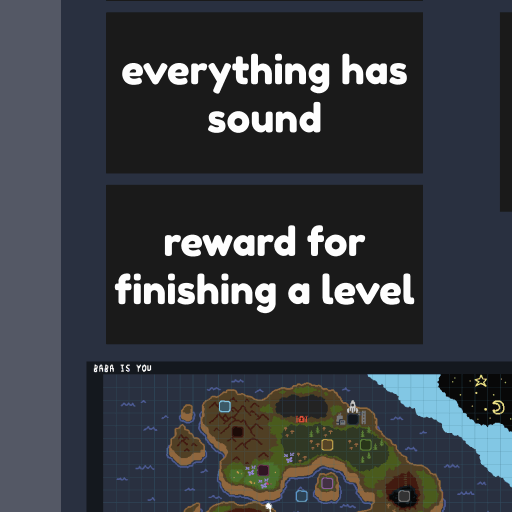 everything has
sound
reward for
finishing a level
BABA IS YOU